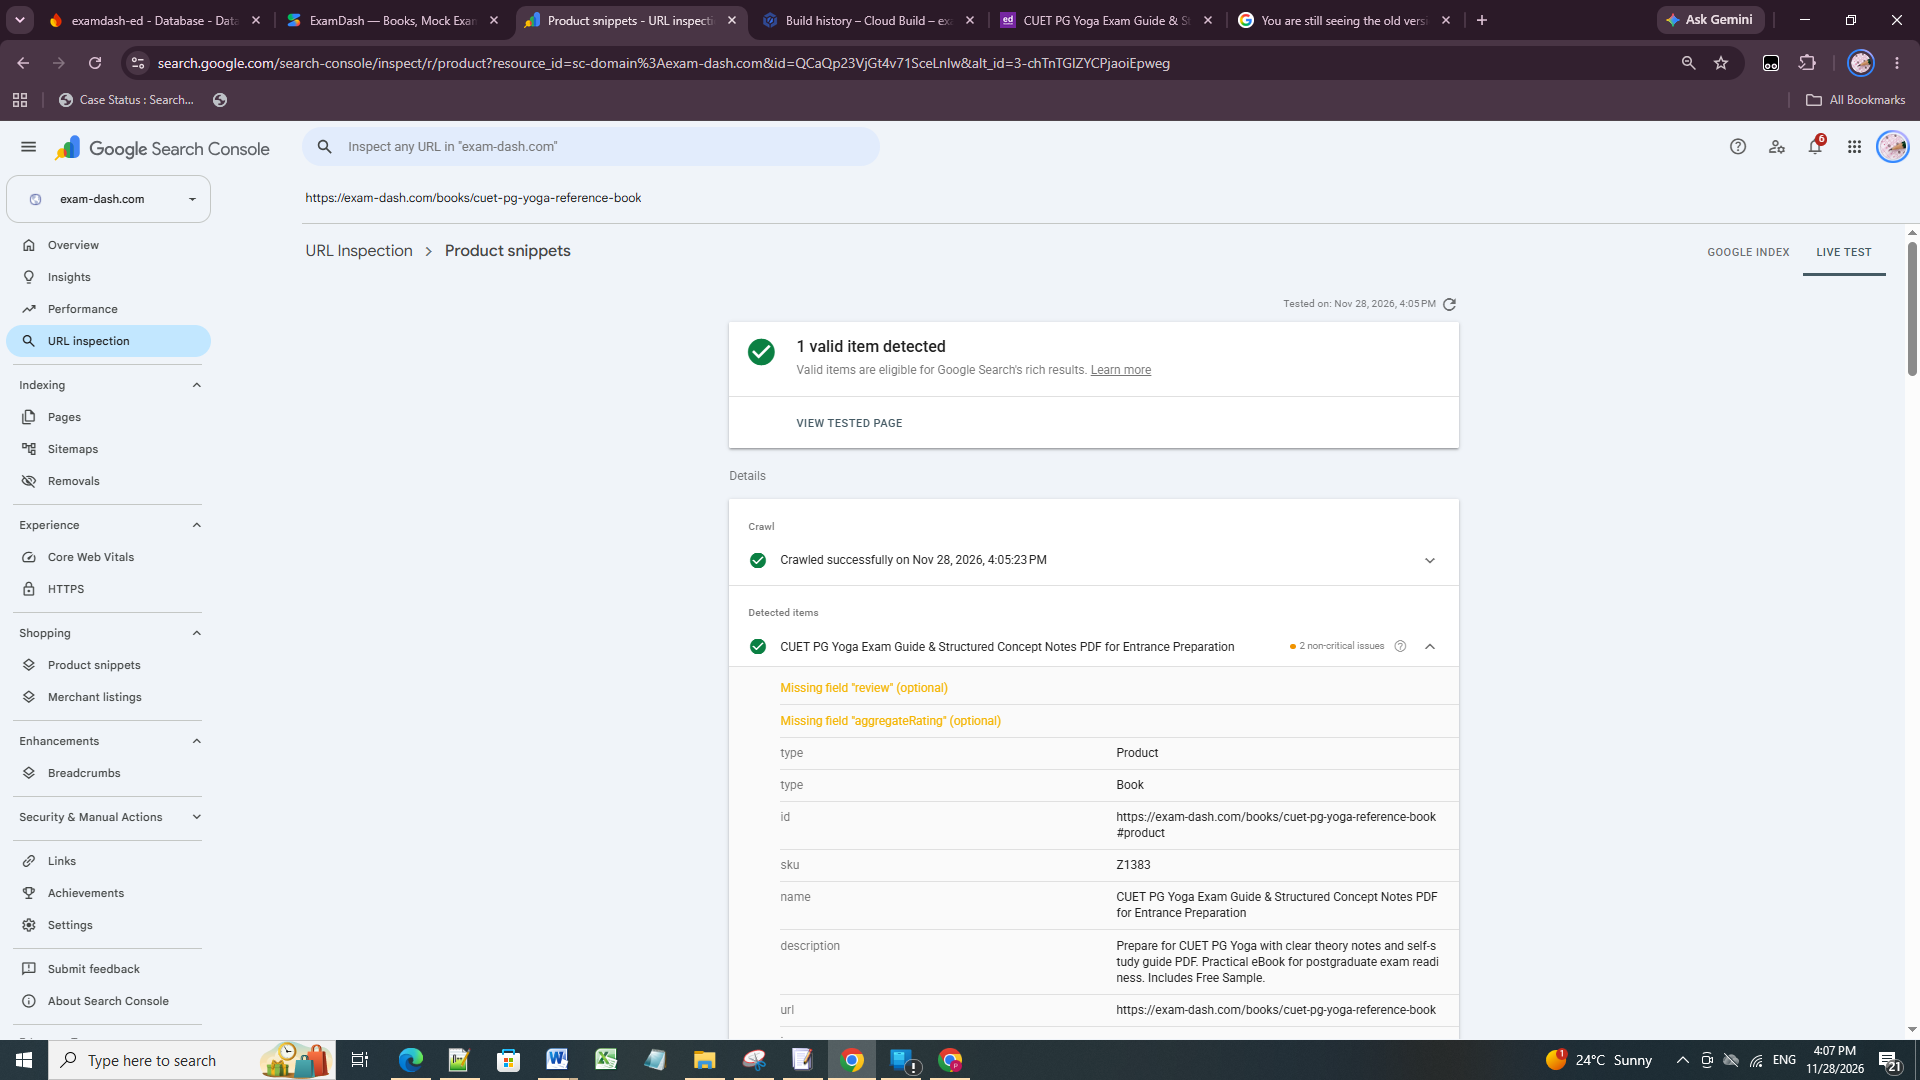 examdash-ed - Database - Data
ExamDash — Books, Mock Exam
Product snippets - URL inspecti
Build history – Cloud Build – exa
CUET PG Yoga Exam Guide & St
You are still seeing the old versi
Ask Gemini
search.google.com/search-console/inspect/r/product?resource_id=sc-domain%3Aexam-dash.com&id=QCaQp23VjGt4v71SceLnIw&alt_id=3-chTnTGIZYCPjaoiEpweg
Case Status : Search...
All Bookmarks
Google Search Console
Inspect any URL in "exam-dash.com"
6
exam-dash.com
https://exam-dash.com/books/cuet-pg-yoga-reference-book
Overview
Insights
Performance
URL inspection
Indexing
Pages
Sitemaps
Removals
Experience
Core Web Vitals
HTTPS
Shopping
Product snippets
Merchant listings
Enhancements
Breadcrumbs
Security & Manual Actions
Links
Achievements
Settings
Submit feedback
About Search Console
URL Inspection > Product snippets
GOOGLE INDEX
LIVE TEST
Tested on: Nov 28, 2026, 4:05 PM
1 valid item detected
Valid items are eligible for Google Search's rich results. Learn more
VIEW TESTED PAGE
Details
Crawl
Crawled successfully on Nov 28, 2026, 4:05:23 PM
Detected items
CUET PG Yoga Exam Guide & Structured Concept Notes PDF for Entrance Preparation
2 non-critical issues
Missing field "review" (optional)
Missing field "aggregateRating" (optional)
type Product
type Book
id https://exam-dash.com/books/cuet-pg-yoga-reference-book
#product
sku Z1383
name CUET PG Yoga Exam Guide & Structured Concept Notes PDF
for Entrance Preparation
description Prepare for CUET PG Yoga with clear theory notes and self-s
tudy guide PDF. Practical eBook for postgraduate exam readi
ness. Includes Free Sample.
url https://exam-dash.com/books/cuet-pg-yoga-reference-book
Type here to search
1
24°C Sunny
ENG
4:07 PM
11/28/2026
21